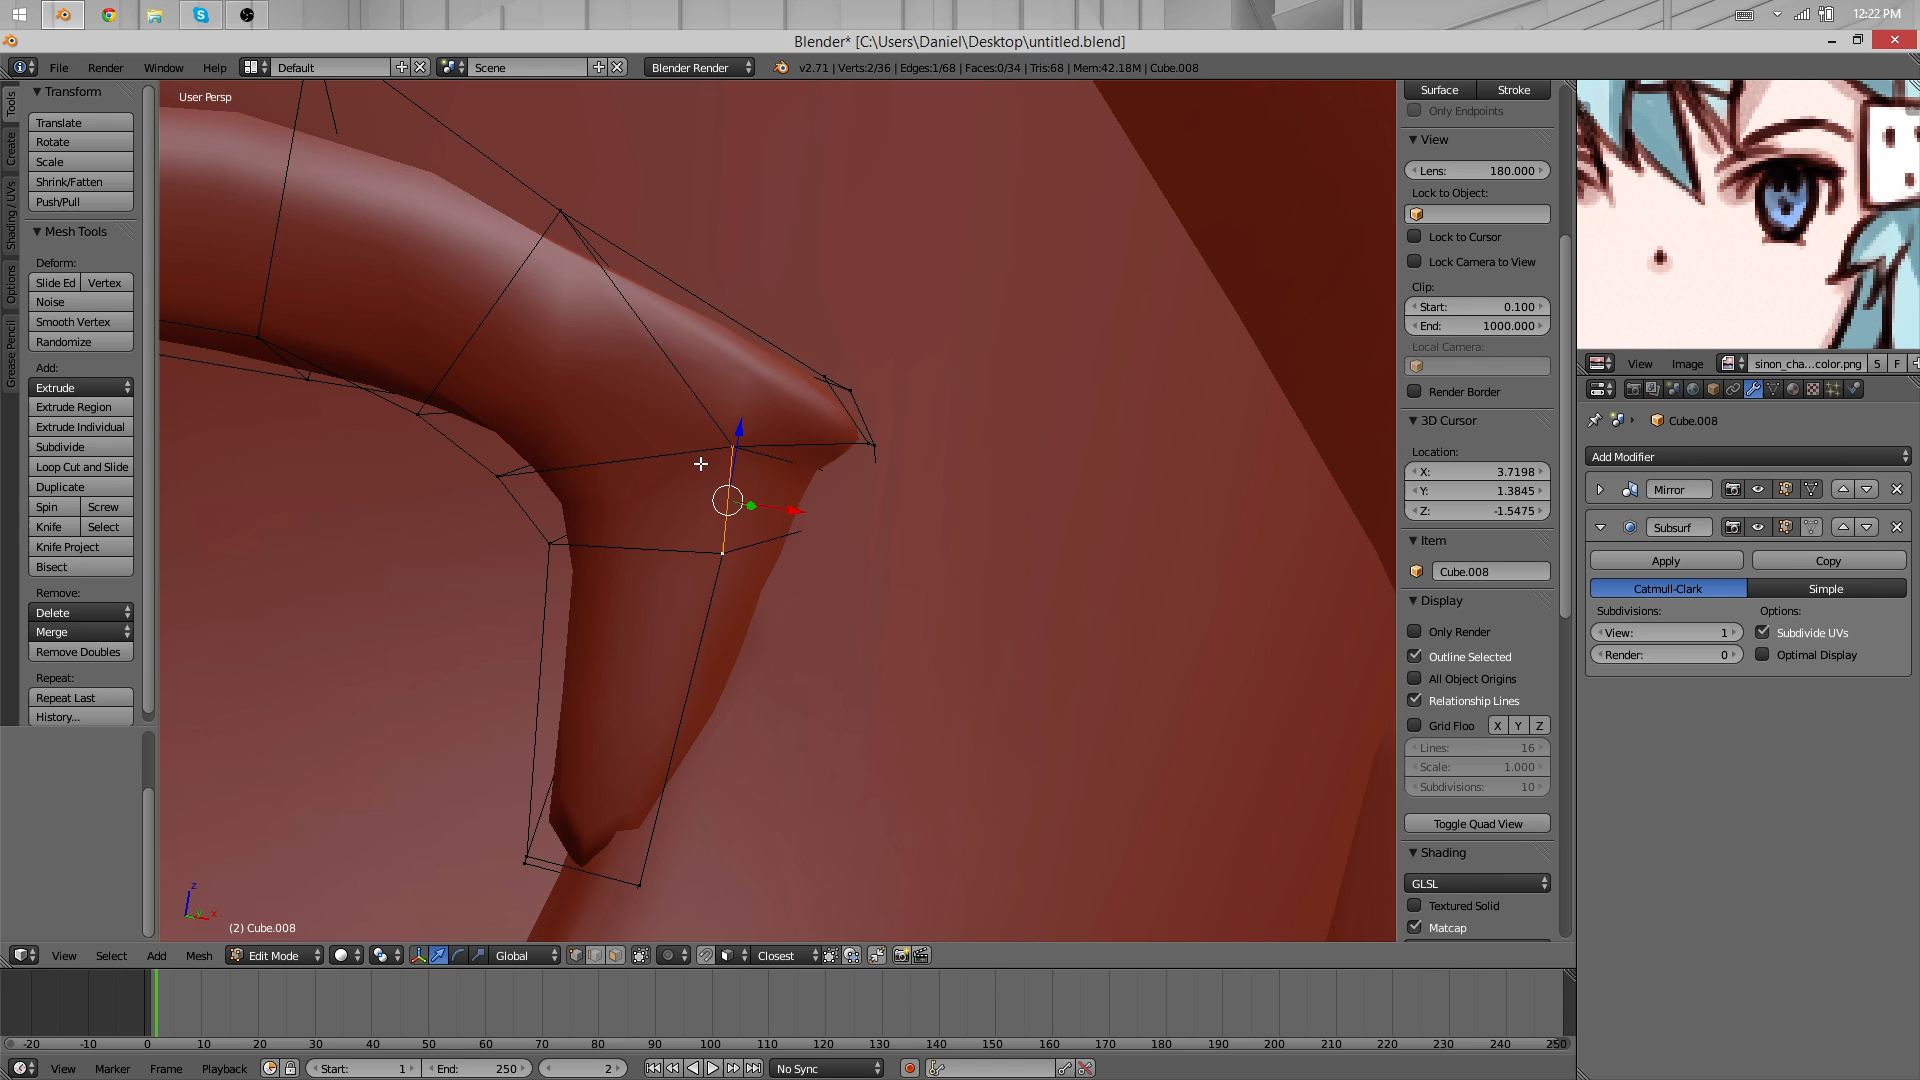 12:22 PM
Blender* [C:\Users\Daniel\Desktop\untitled.blend]
File Render Window Help Default Scene Blender Render v2.71 | Verts:2/36 | Edges:1/68 | Faces:0/34 | Tris:68 | Mem:42.18M | Cube.008
Tools
Create
Shading / UVs
Options
Grease Pencil
Transform
Translate
Rotate
Scale
Shrink/Fatten
Push/Pull
Mesh Tools
Deform:
Slide Ed Vertex
Noise
Smooth Vertex
Randomize
Add:
Extrude
Extrude Region
Extrude Individual
Subdivide
Loop Cut and Slide
Duplicate
Spin Screw
Knife Select
Knife Project
Bisect
Remove:
Delete
Merge
Remove Doubles
Repeat:
Repeat Last
History...
User Persp
z
y x
(2) Cube.008
Surface Stroke
Only Endpoints
View
Lens: 180.000
Lock to Object:
Lock to Cursor
Lock Camera to View
Clip:
Start: 0.100
End: 1000.000
Local Camera:
Render Border
3D Cursor
Location:
X: 3.7198
Y: 1.3845
Z: -1.5475
Item
Cube.008
Display
Only Render
Outline Selected
All Object Origins
Relationship Lines
Grid Floo X Y Z
Lines: 16
Scale: 1.000
Subdivisions: 10
Toggle Quad View
Shading
GLSL
Textured Solid
Matcap
View Image sinon_cha...color.png 5 F
Cube.008
Add Modifier
Mirror
Subsurf
Apply Copy
Catmull-Clark Simple
Subdivisions: Options:
View: 1 Subdivide UVs
Render: 0 Optimal Display
View Select Add Mesh Edit Mode Global Closest
-20 -10 0 10 20 30 40 50 60 70 80 90 100 110 120 130 140 150 160 170 180 190 200 210 220 230 240 250
View Marker Frame Playback Start: 1 End: 250 2 No Sync